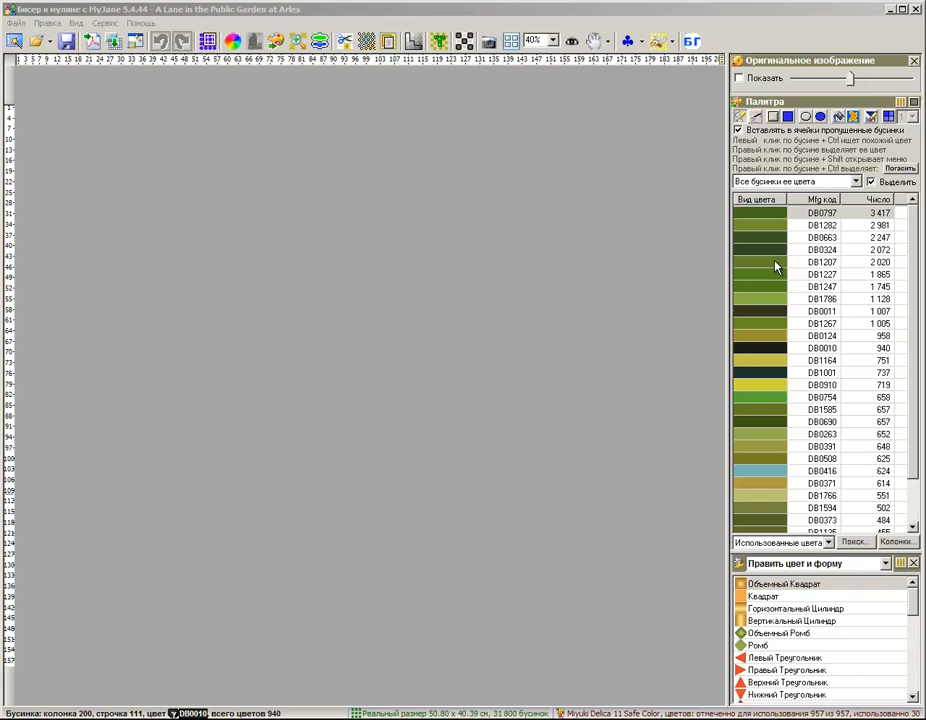 Бисер и мулине с MyJane 5.4.44 - A Lane in the Public Garden at Arles
Файл Правка Вид Сервис Помощь
40% БГ
Оригинальное изображение
Показать
Палитра
Вставлять в ячейки пропущенные бусинки
Левый клик по бусине + Ctrl ищет похожий цвет
Правый клик по бусине выделяет ее цвет
Правый клик по бусине + Shift открывает меню
Правый клик по бусине + Ctrl выделяет: Погасить
Все бусинки ее цвета Выделить
Вид цвета Mfg код Число
DB0797 3 417
DB1282 2 981
DB0663 2 247
DB0324 2 072
DB1207 2 020
DB1227 1 865
DB1247 1 745
DB1786 1 128
DB0011 1 007
DB1267 1 005
DB0124 958
DB0010 940
DB1164 751
DB1001 737
DB0910 719
DB0754 658
DB1585 657
DB0690 657
DB0263 652
DB0391 648
DB0508 625
DB0416 624
DB0371 614
DB1766 551
DB1594 502
DB0373 484
Использованные цвета Поиск... Колонки...
Править цвет и форму
Объемный Квадрат
Квадрат
Горизонтальный Цилиндр
Вертикальный Цилиндр
Объемный Ромб
Ромб
Левый Треугольник
Правый Треугольник
Верхний Треугольник
Нижний Треугольник
Бусинка: колонка 200, строчка 111, цвет DB0010 всего цветов 940 Реальный размер 50.80 x 40.39 см, 31 800 бусинок Miyuki Delica 11 Safe Color, цветов: отмечено для использования 957 из 957, использовано 30